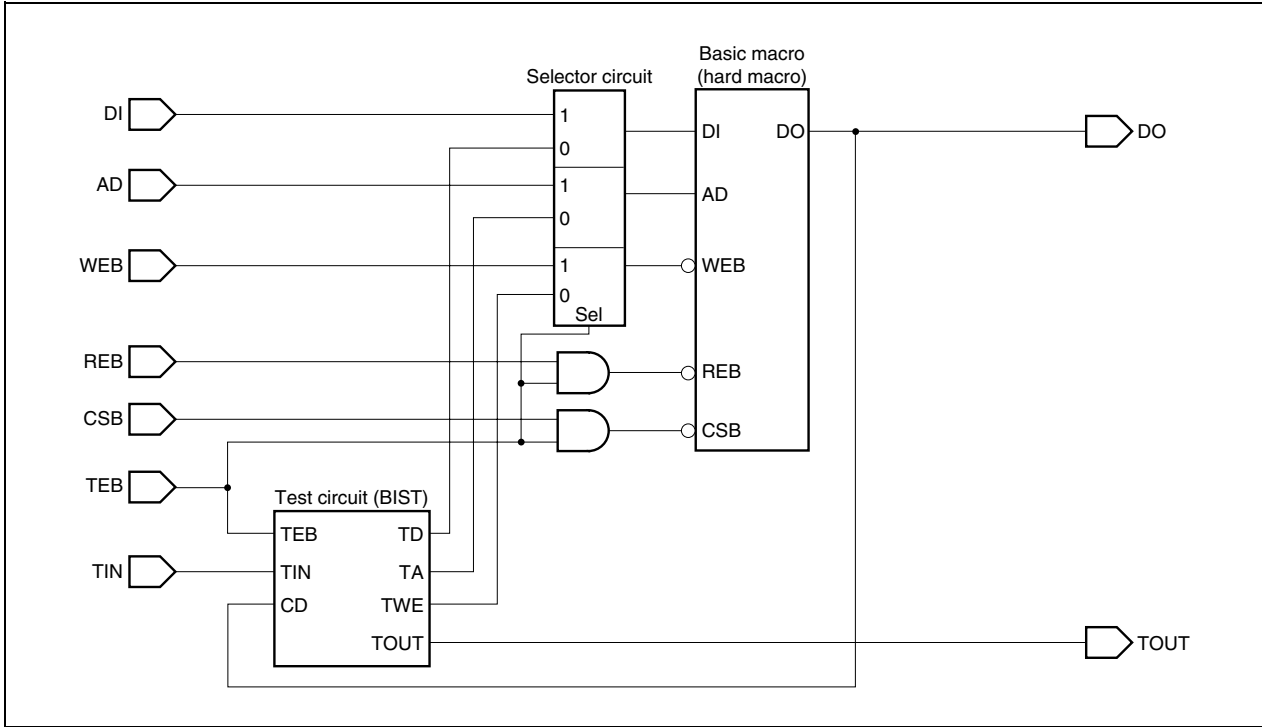 Basic macro
(hard macro)
Selector circuit
DI
1
DI
DO
DO
0
AD
1
AD
0
WEB
1
WEB
0
Sel
REB
REB
CSB
CSB
TEB
Test circuit (BIST)
TEB
TD
TIN
TIN
TA
CD
TWE
TOUT
TOUT